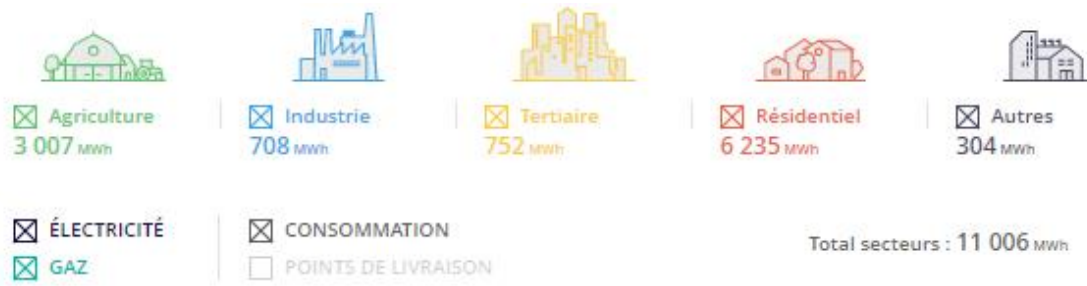 Agriculture
3 007 MWh
Industrie
708 MWh
Tertiaire
752 MWh
Résidentiel
6 235 MWh
Autres
304 MWh
ÉLECTRICITÉ
GAZ
CONSOMMATION
POINTS DE LIVRAISON
Total secteurs : 11 006 MWh